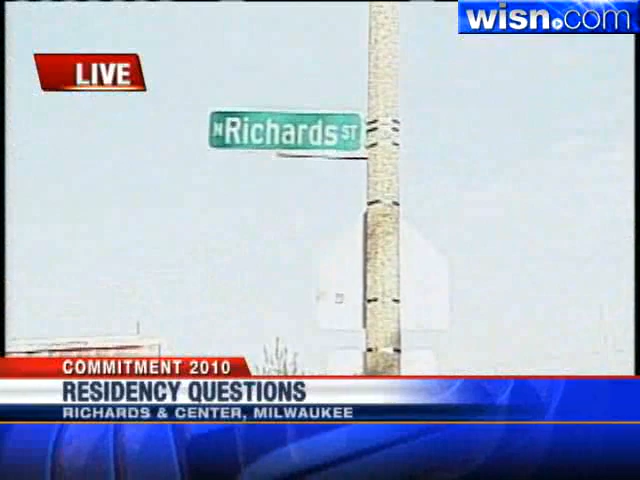 wisn.com
LIVE
N Richards ST
COMMITMENT 2010
RESIDENCY QUESTIONS
RICHARDS & CENTER, MILWAUKEE